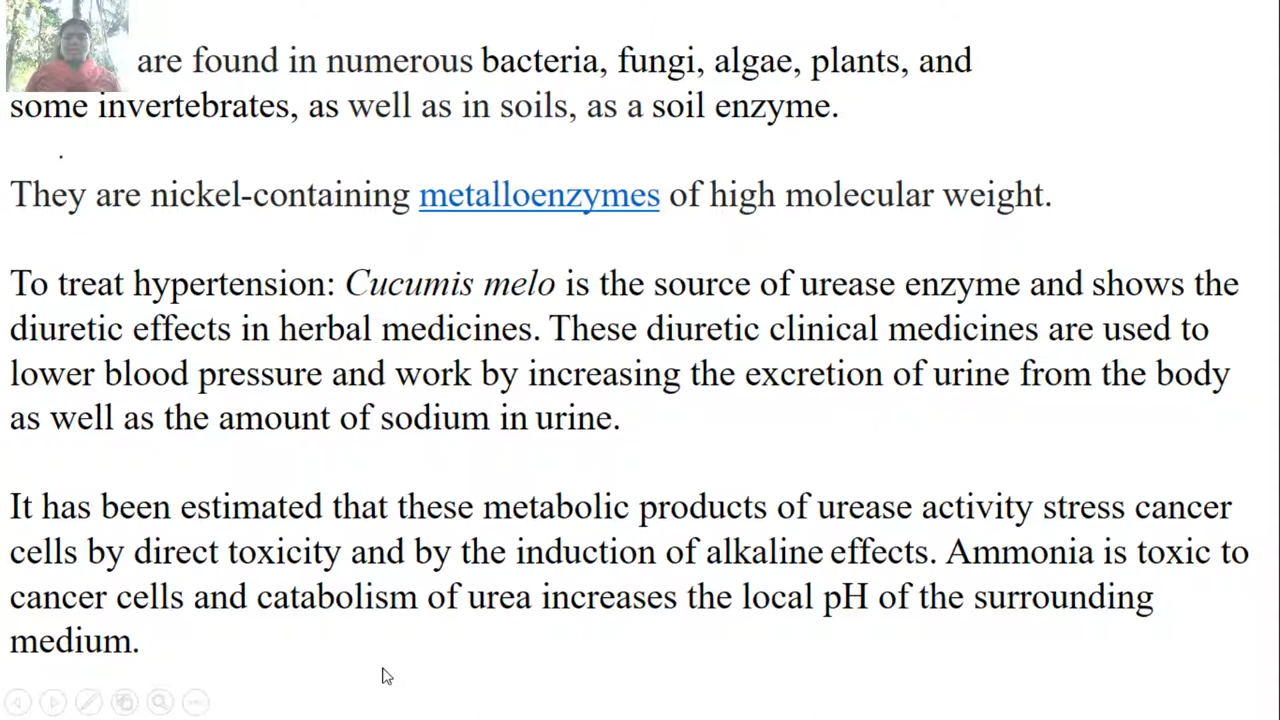 are found in numerous bacteria, fungi, algae, plants, and
some invertebrates, as well as in soils, as a soil enzyme.
.
They are nickel-containing metalloenzymes of high molecular weight.
To treat hypertension: Cucumis melo is the source of urease enzyme and shows the
diuretic effects in herbal medicines. These diuretic clinical medicines are used to
lower blood pressure and work by increasing the excretion of urine from the body
as well as the amount of sodium in urine.
It has been estimated that these metabolic products of urease activity stress cancer
cells by direct toxicity and by the induction of alkaline effects. Ammonia is toxic to
cancer cells and catabolism of urea increases the local pH of the surrounding
medium.